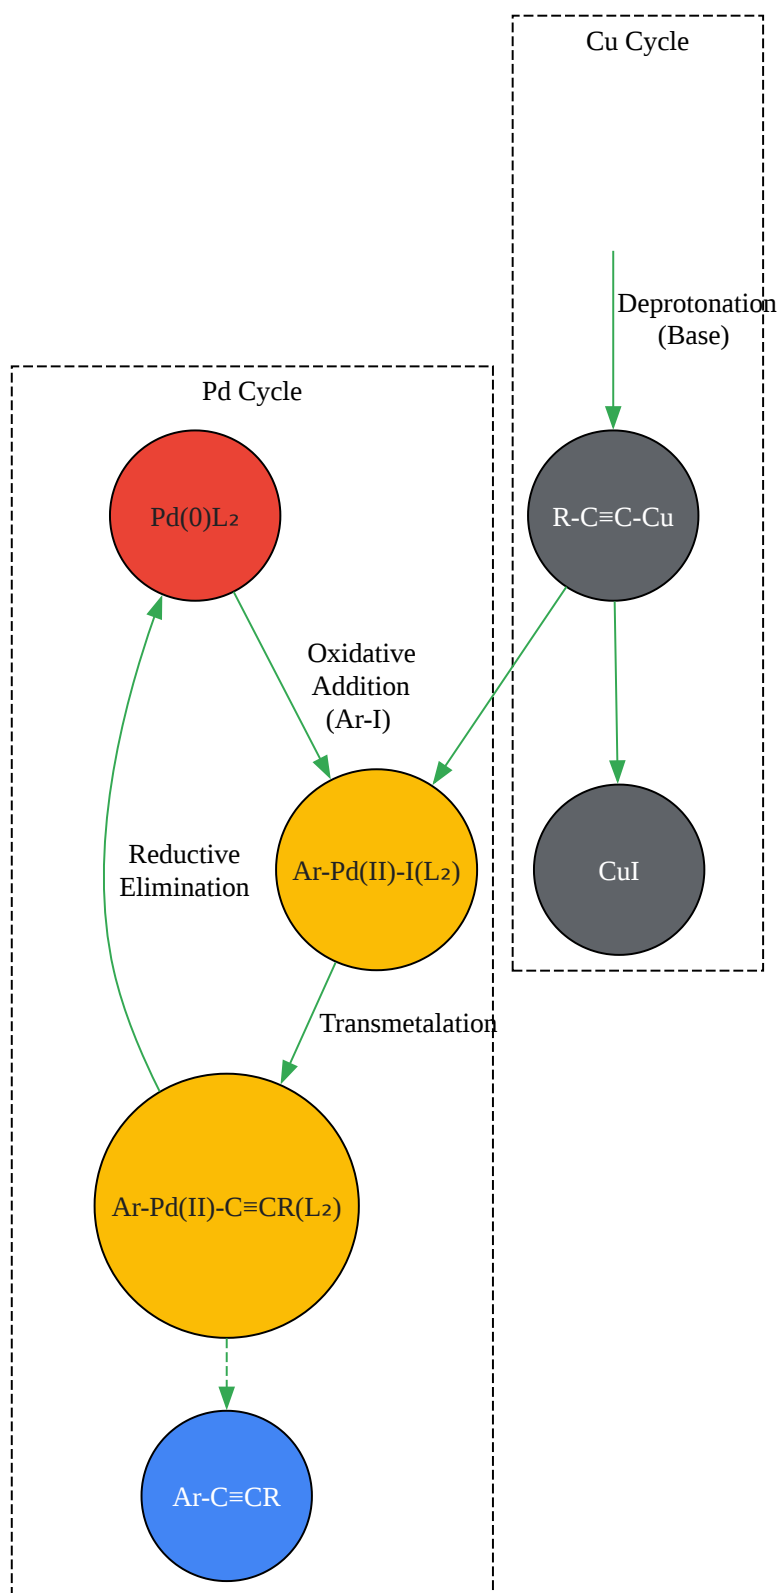 Cu Cycle
Deprotonation
(Base)
Pd Cycle
Pd(0)L₂
R-C≡C-Cu
Oxidative
Addition
(Ar-I)
Reductive
Elimination
Ar-Pd(II)-I(L₂)
CuI
Transmetalation
Ar-Pd(II)-C≡CR(L₂)
Ar-C≡CR